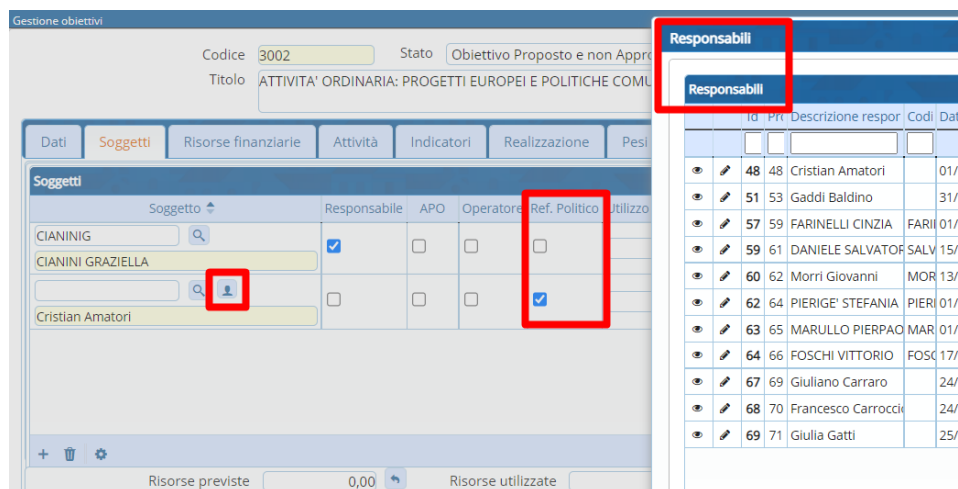 Gestione obiettivi
Codice 3002 Stato Obiettivo Proposto e non Appro
Titolo ATTIVITA' ORDINARIA: PROGETTI EUROPEI E POLITICHE COMU
Dati Soggetti Risorse finanziarie Attività Indicatori Realizzazione Pesi
Soggetti
Soggetto Responsabile APO Operatore Ref. Politico Utilizzo
CIANINIG
CIANINI GRAZIELLA
Cristian Amatori
Risorse previste 0,00 Risorse utilizzate
Responsabili
Responsabili
Id Pro Descrizione respor Codi Dat
48 48 Cristian Amatori 01/
51 53 Gaddi Baldino 31/
57 59 FARINELLI CINZIA FARII 01/
59 61 DANIELE SALVATOR SALV 15/
60 62 Morri Giovanni MOR 13/
62 64 PIERIGE' STEFANIA PIERI 01/
63 65 MARULLO PIERPAO MAR 01/
64 66 FOSCHI VITTORIO FOSC 17/
67 69 Giuliano Carraro 24/
68 70 Francesco Carroccio 24/
69 71 Giulia Gatti 25/